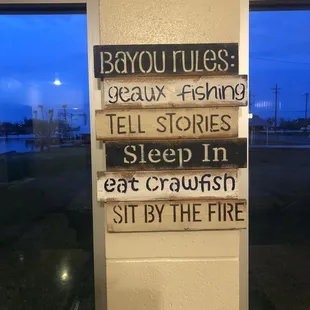 BAYOU rULES:
geaux fishing
TELL STORIES
Sleep In
eat Crawfish
SIT BY THE FIRE